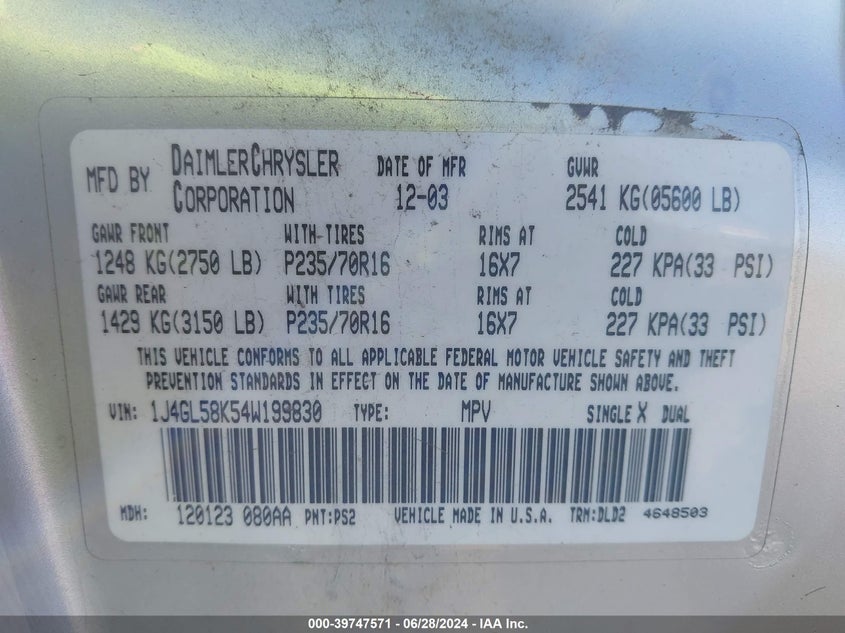 MFD BY DAIMLERCHRYSLER CORPORATION DATE OF MFR 12-03 GVWR 2541 KG(05600 LB)
GAWR FRONT WITH TIRES RIMS AT COLD
1248 KG(2750 LB) P235/70R16 16X7 227 KPA(33 PSI)
GAWR REAR WITH TIRES RIMS AT COLD
1429 KG(3150 LB) P235/70R16 16X7 227 KPA(33 PSI)
THIS VEHICLE CONFORMS TO ALL APPLICABLE FEDERAL MOTOR VEHICLE SAFETY AND THEFT
PREVENTION STANDARDS IN EFFECT ON THE DATE OF MANUFACTURE SHOWN ABOVE.
VIN: 1J4GL58K54W199830 TYPE: MPV SINGLE X DUAL
MDH: 120123 080AA PNT:PS2 VEHICLE MADE IN U.S.A. TRM:DLD2 4648503
000-39747571 - 06/28/2024 - IAA Inc.